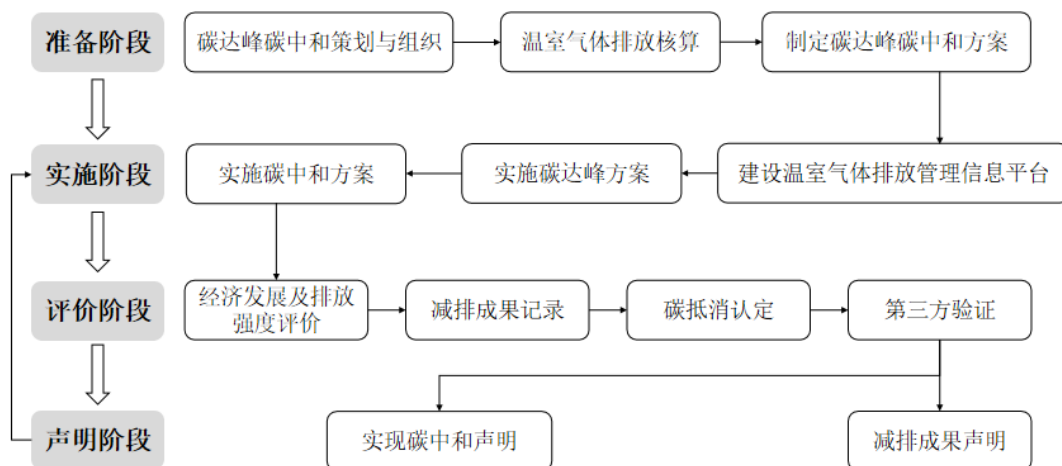 准备阶段
碳达峰碳中和策划与组织
温室气体排放核算
制定碳达峰碳中和方案
实施阶段
实施碳中和方案
实施碳达峰方案
建设温室气体排放管理信息平台
评价阶段
经济发展及排放
强度评价
减排成果记录
碳抵消认定
第三方验证
声明阶段
实现碳中和声明
减排成果声明